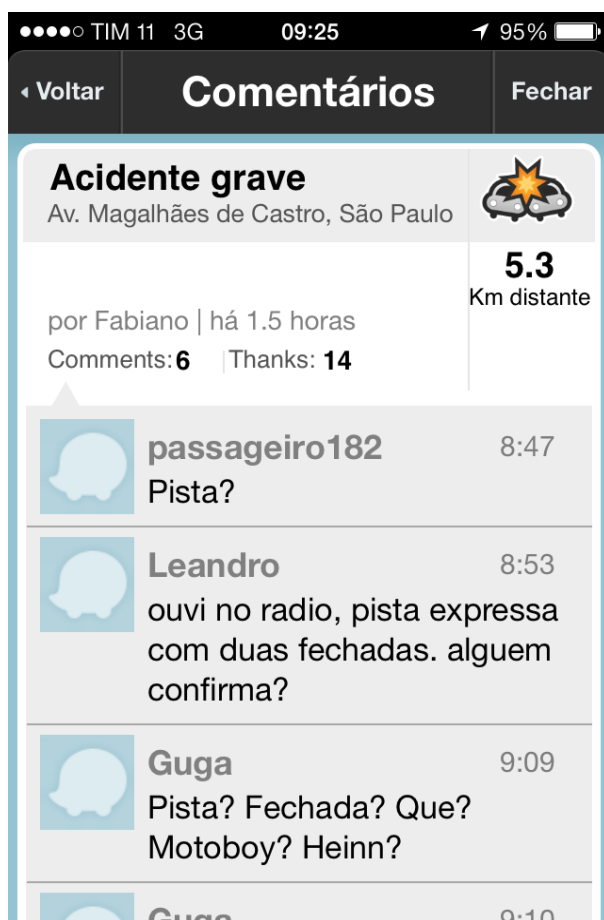 TIM 11 3G 09:25 95%
Voltar Comentários Fechar
Acidente grave
Av. Magalhães de Castro, São Paulo
5.3
Km distante
por Fabiano | há 1.5 horas
Comments: 6 | Thanks: 14
passageiro182 8:47
Pista?
Leandro 8:53
ouvi no radio, pista expressa
com duas fechadas. alguem
confirma?
Guga 9:09
Pista? Fechada? Que?
Motoboy? Heinn?
Guga 9:10